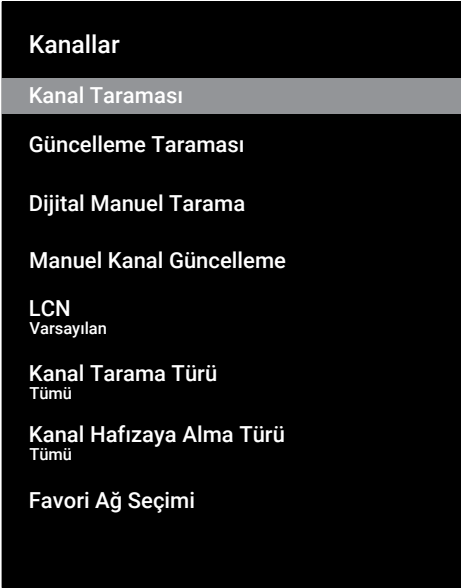 Kanallar
Kanal Taraması
Güncelleme Taraması
Dijital Manuel Tarama
Manuel Kanal Güncelleme
LCN
Varsayılan
Kanal Tarama Türü
Tümü
Kanal Hafızaya Alma Türü
Tümü
Favori Ağ Seçimi